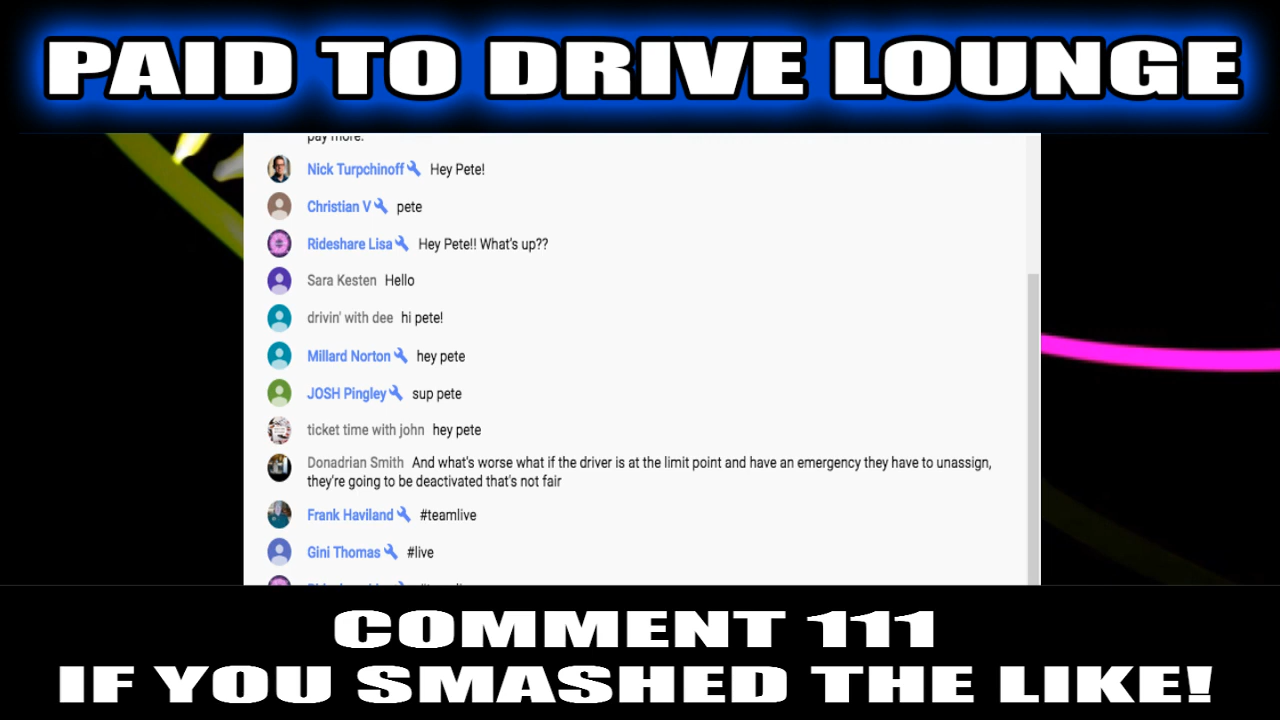 PAID TO DRIVE LOUNGE
pay more.
Nick Turpchinoff Hey Pete!
Christian V pete
Rideshare Lisa Hey Pete!! What's up??
Sara Kesten Hello
drivin' with dee hi pete!
Millard Norton hey pete
JOSH Pingley sup pete
ticket time with john hey pete
Donadrian Smith And what's worse what if the driver is at the limit point and have an emergency they have to unassign,
they're going to be deactivated that's not fair
Frank Haviland #teamlive
Gini Thomas #live
COMMENT 111
IF YOU SMASHED THE LIKE!